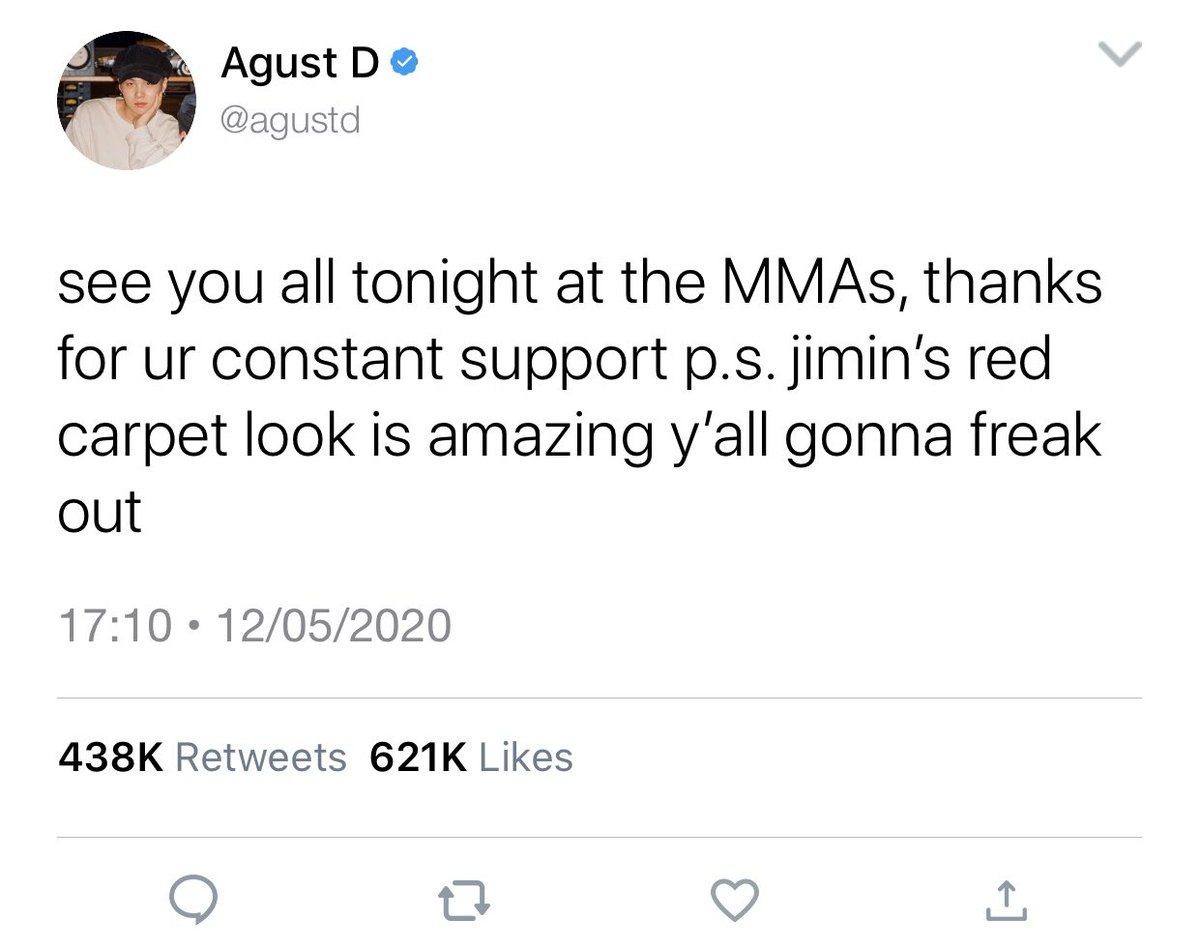 Agust D
@agustd
see you all tonight at the MMAs, thanks
for ur constant support p.s. jimin’s red
carpet look is amazing y’all gonna freak
out
17:10 • 12/05/2020
438K Retweets 621K Likes